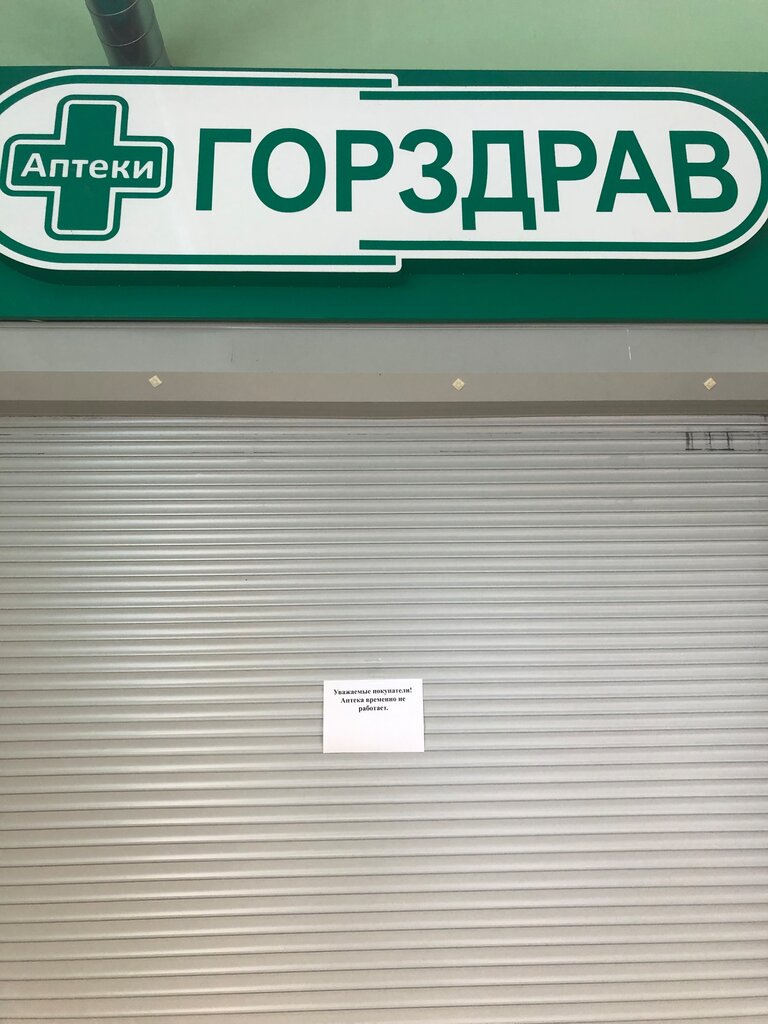 Аптеки
ГОРЗДРАВ
Уважаемые покупатели!
Аптека временно не
работает.